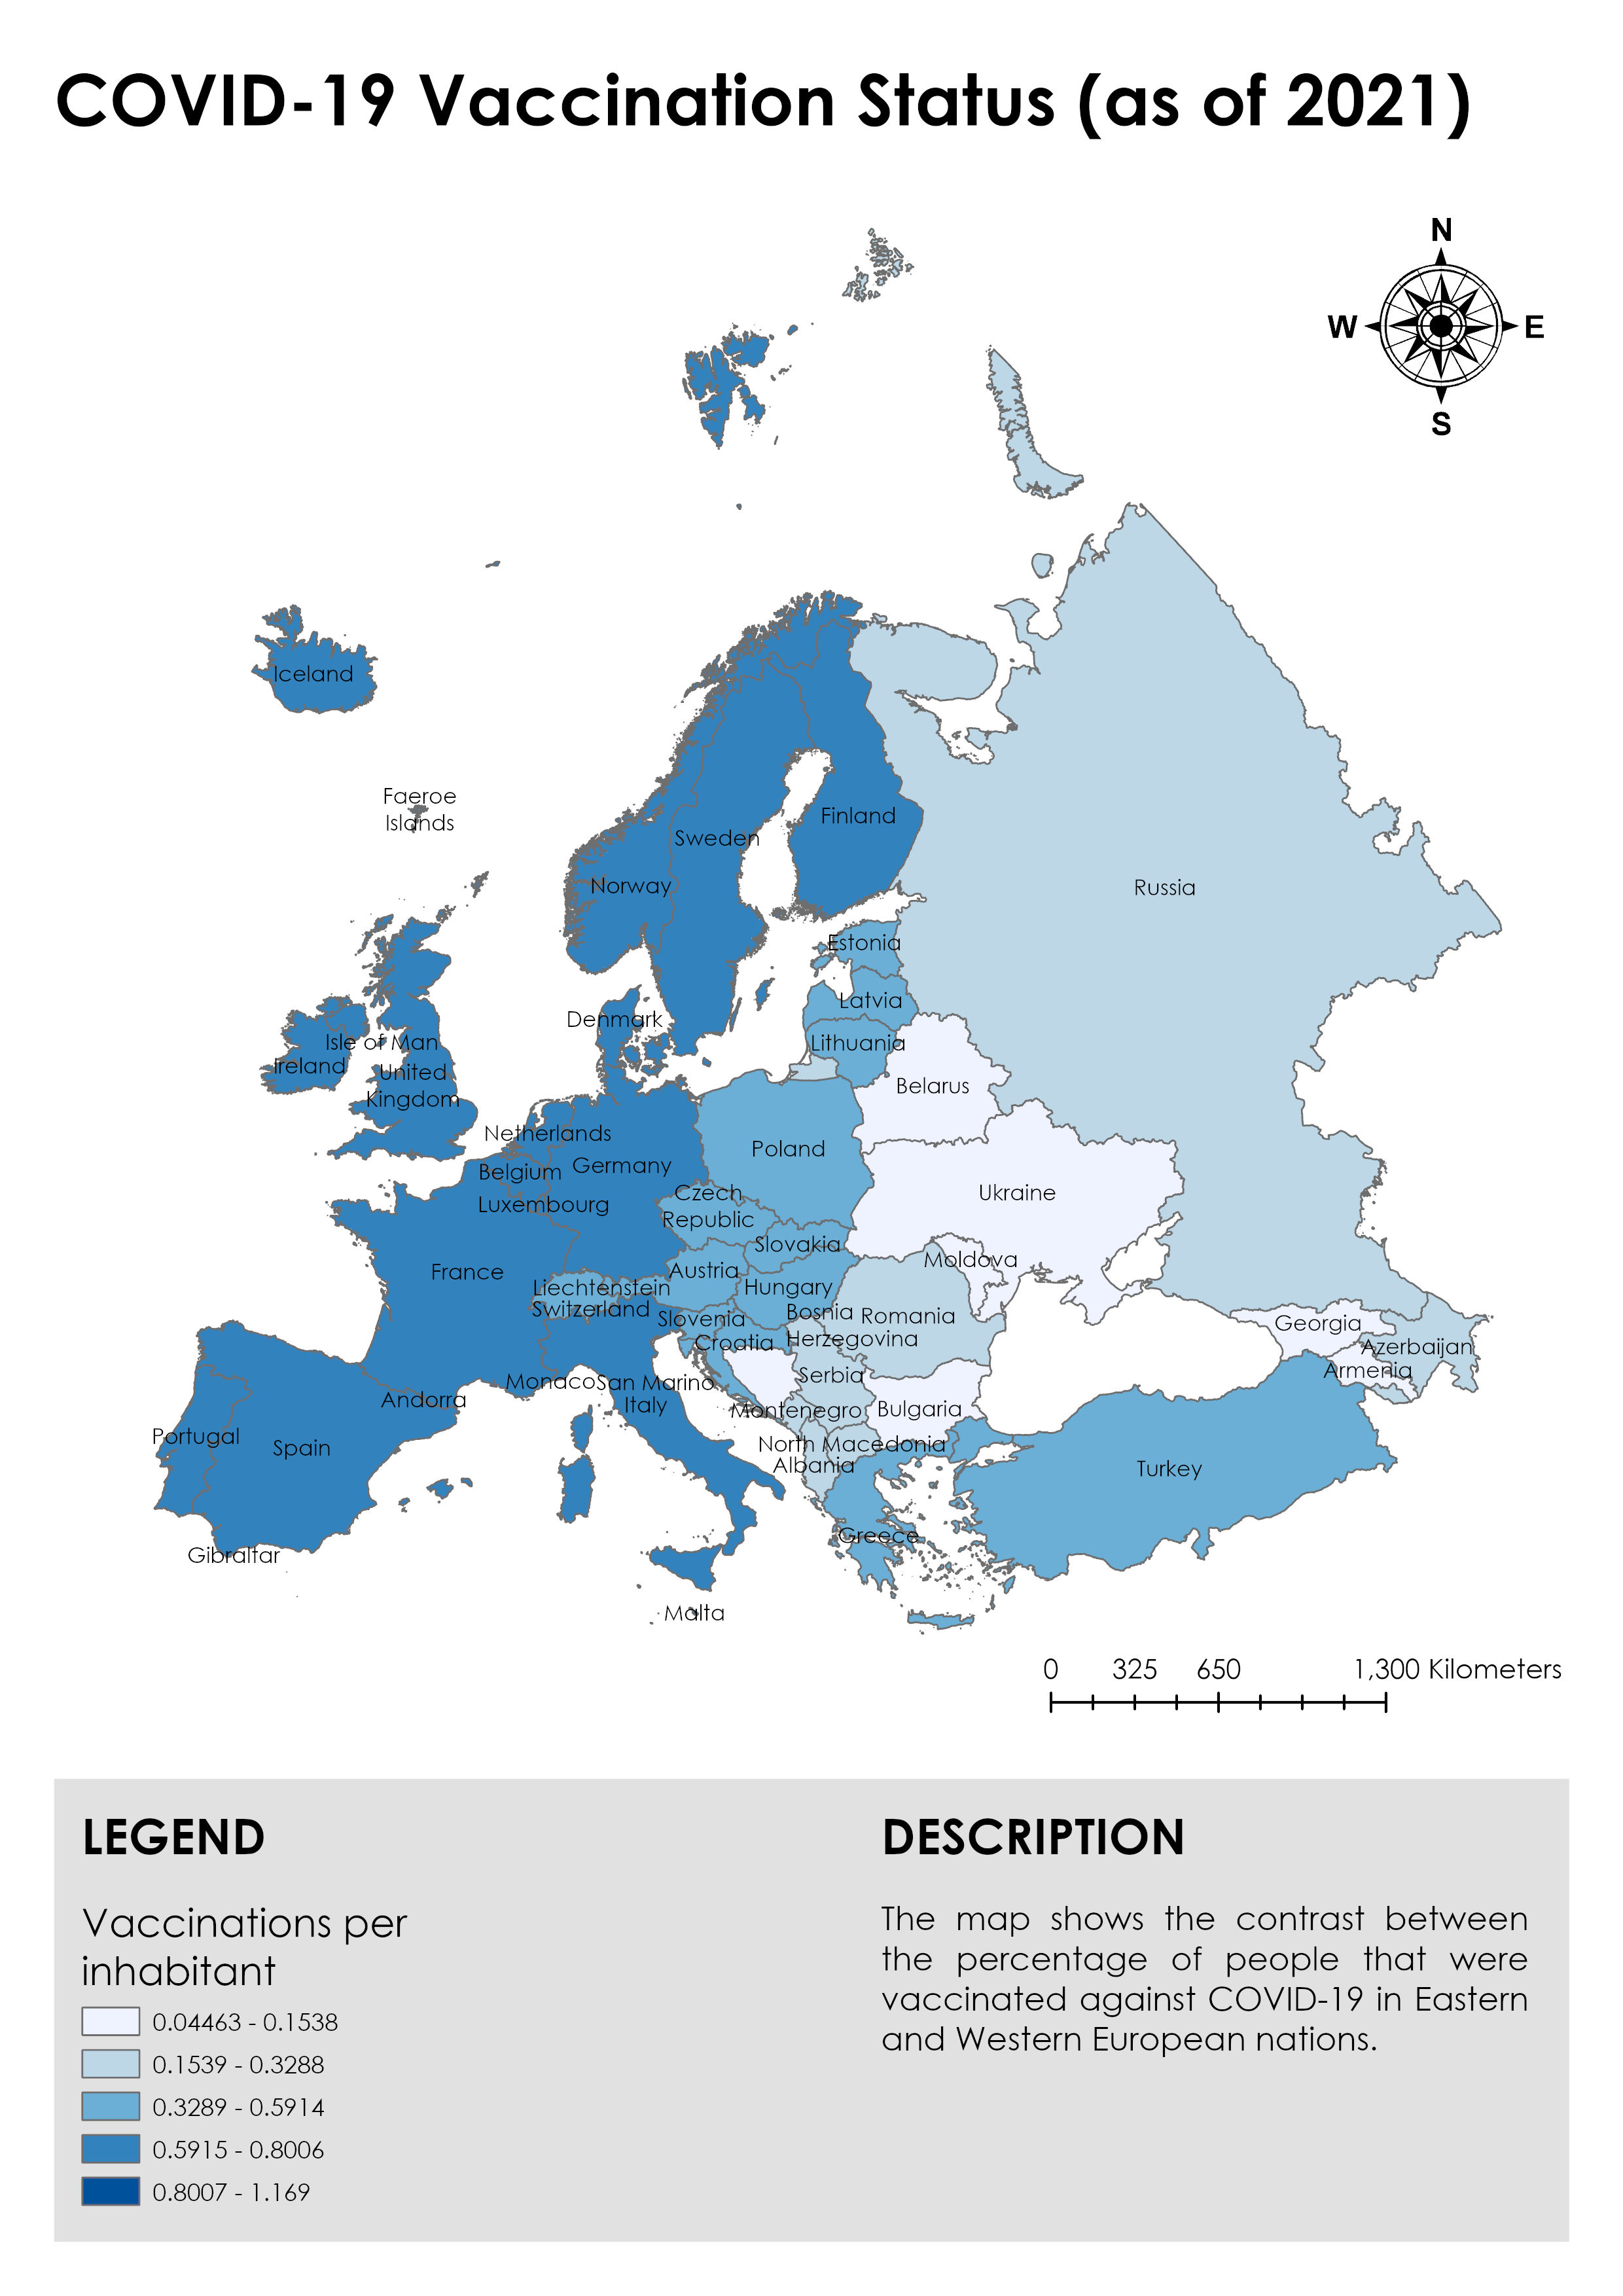 COVID-19 Vaccination Status (as of 2021)
N
W
E
S
Iceland
Faeroe
Islands
Finland
Sweden
Norway
Russia
Estonia
Latvia
Denmark
Isle of Man
Lithuania
Ireland
United
Kingdom
Belarus
Netherlands
Poland
Belgium
Germany
Luxembourg
Czech
Republic
Ukraine
Slovakia
Moldova
France
Austria
Liechtenstein
Hungary
Switzerland
Slovenia
Bosnia
Herzegovina
Romania
Croatia
Georgia
Azerbaijan
Armenia
Serbia
Monaco
San Marino
Italy
Andorra
Montenegro
Bulgaria
Portugal
Spain
North Macedonia
Albania
Turkey
Greece
Gibraltar
Malta
0 325 650 1,300 Kilometers
LEGEND
Vaccinations per
inhabitant
0.04463 - 0.1538
0.1539 - 0.3288
0.3289 - 0.5914
0.5915 - 0.8006
0.8007 - 1.169
DESCRIPTION
The map shows the contrast between
the percentage of people that were
vaccinated against COVID-19 in Eastern
and Western European nations.